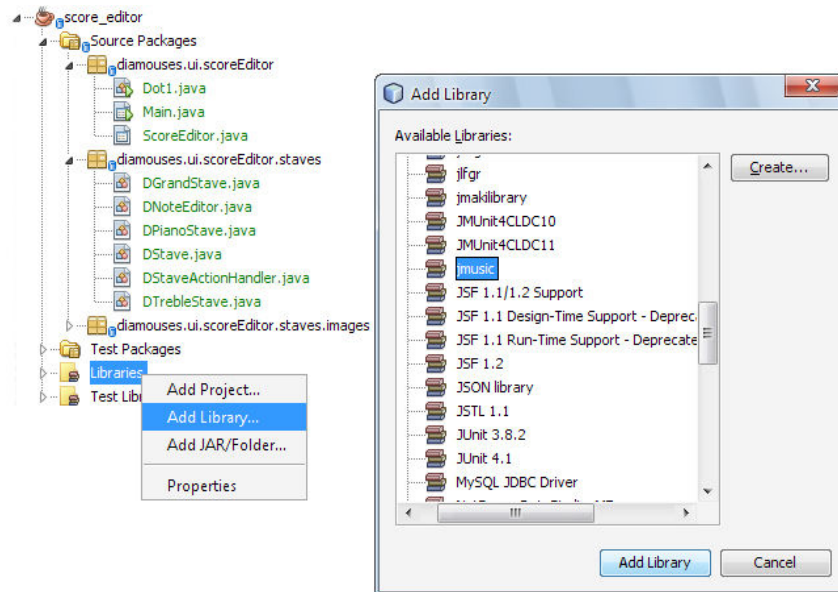 score_editor
Source Packages
diamouses.ui.scoreEditor
Dot1.java
Main.java
ScoreEditor.java
diamouses.ui.scoreEditor.staves
DGrandStave.java
DNoteEditor.java
DPianoStave.java
DStave.java
DStaveActionHandler.java
DTrebleStave.java
diamouses.ui.scoreEditor.staves.images
Test Packages
Libraries
Test Lib
Add Project...
Add Library...
Add JAR/Folder...
Properties
Add Library
Available Libraries:
Create...
jlfgr
jmakilibrary
JMUnit4CLDC10
JMUnit4CLDC11
jmusic
JSF 1.1/1.2 Support
JSF 1.1 Design-Time Support - Deprec
JSF 1.1 Run-Time Support - Deprecate
JSF 1.2
JSON library
JSTL 1.1
JUnit 3.8.2
JUnit 4.1
MySQL JDBC Driver
Add Library
Cancel